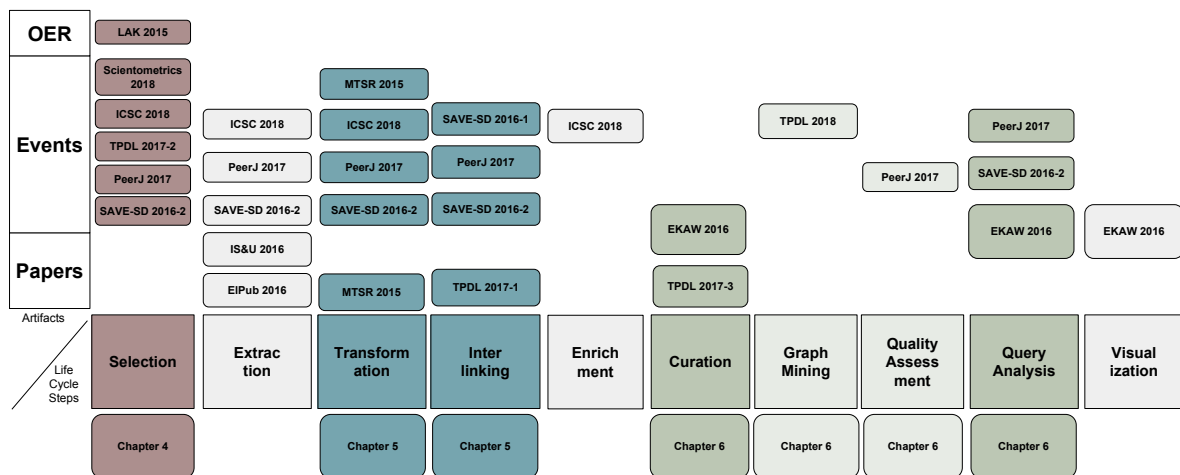 OER
LAK 2015
Events
Scientometrics
2018
MTSR 2015
ICSC 2018
ICSC 2018
ICSC 2018
SAVE-SD 2016-1
ICSC 2018
TPDL 2018
PeerJ 2017
TPDL 2017-2
PeerJ 2017
PeerJ 2017
PeerJ 2017
PeerJ 2017
PeerJ 2017
SAVE-SD 2016-2
SAVE-SD 2016-2
SAVE-SD 2016-2
SAVE-SD 2016-2
SAVE-SD 2016-2
EKAW 2016
EKAW 2016
EKAW 2016
Papers
IS&U 2016
ElPub 2016
MTSR 2015
TPDL 2017-1
TPDL 2017-3
Artifacts
Life
Cycle
Steps
Selection
Extrac
tion
Transform
ation
Inter
linking
Enrich
ment
Curation
Graph
Mining
Quality
Assess
ment
Query
Analysis
Visual
ization
Chapter 4
Chapter 5
Chapter 5
Chapter 6
Chapter 6
Chapter 6
Chapter 6